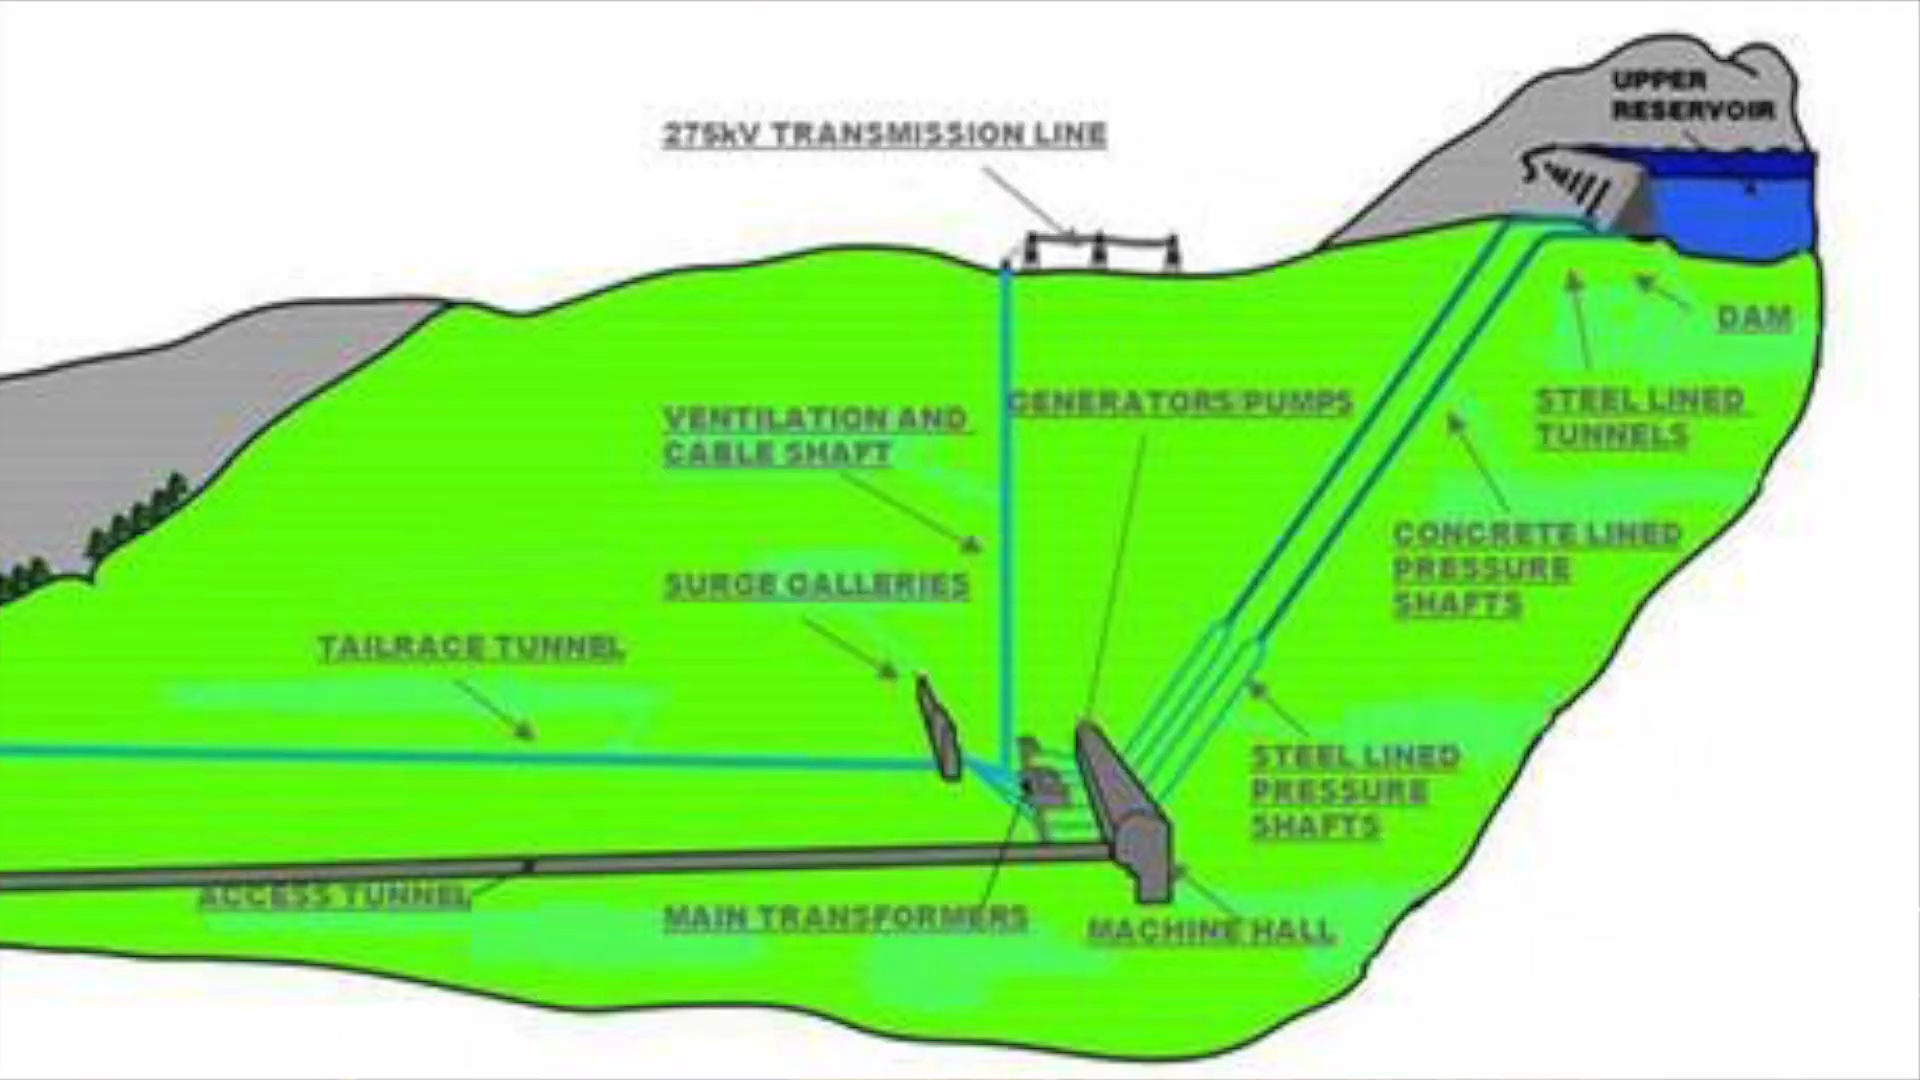 UPPER
RESERVOIR
275kV TRANSMISSION LINE
DAM
GENERATORS/PUMPS
STEEL LINED
TUNNELS
VENTILATION AND
CABLE SHAFT
CONCRETE LINED
PRESSURE
SHAFTS
SURGE GALLERIES
TAILRACE TUNNEL
STEEL LINED
PRESSURE
SHAFTS
ACCESS TUNNEL
MAIN TRANSFORMERS
MACHINE HALL